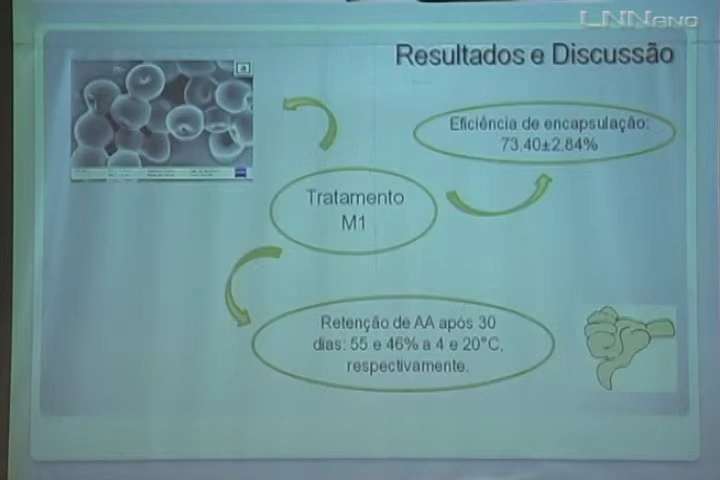 LNNano
Resultados e Discussão
a
Eficiência de encapsulação:
73,40±2,84%
Tratamento
M1
Retenção de AA após 30
dias: 55 e 46% a 4 e 20°C,
respectivamente.